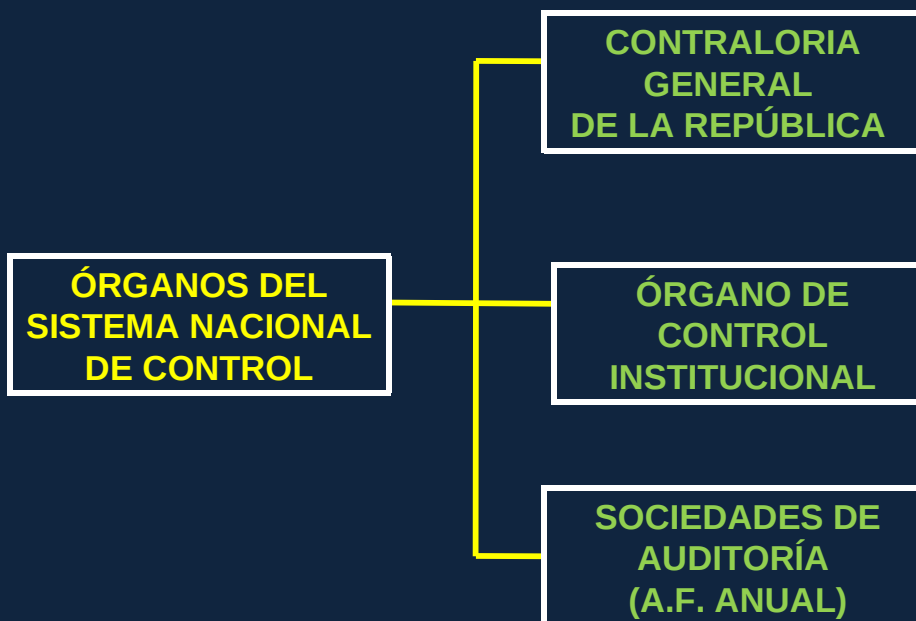 CONTRALORIA
GENERAL
DE LA REPÚBLICA
ÓRGANOS DEL
SISTEMA NACIONAL
DE CONTROL
ÓRGANO DE
CONTROL
INSTITUCIONAL
SOCIEDADES DE
AUDITORÍA
(A.F. ANUAL)